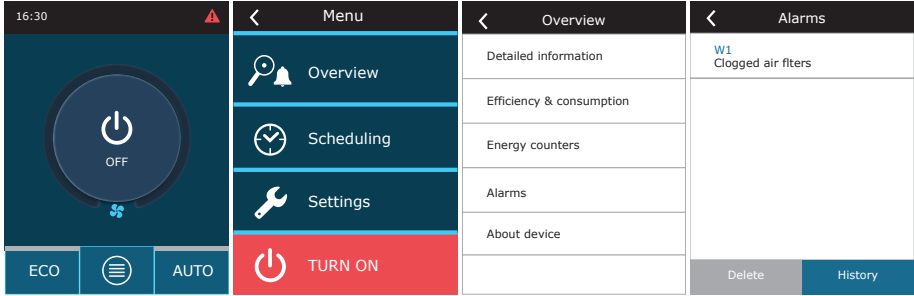 16:30
OFF
ECO
AUTO
Menu
Overview
Scheduling
Settings
TURN ON
Overview
Detailed information
Efficiency & consumption
Energy counters
Alarms
About device
Alarms
W1
Clogged air flters
Delete
History